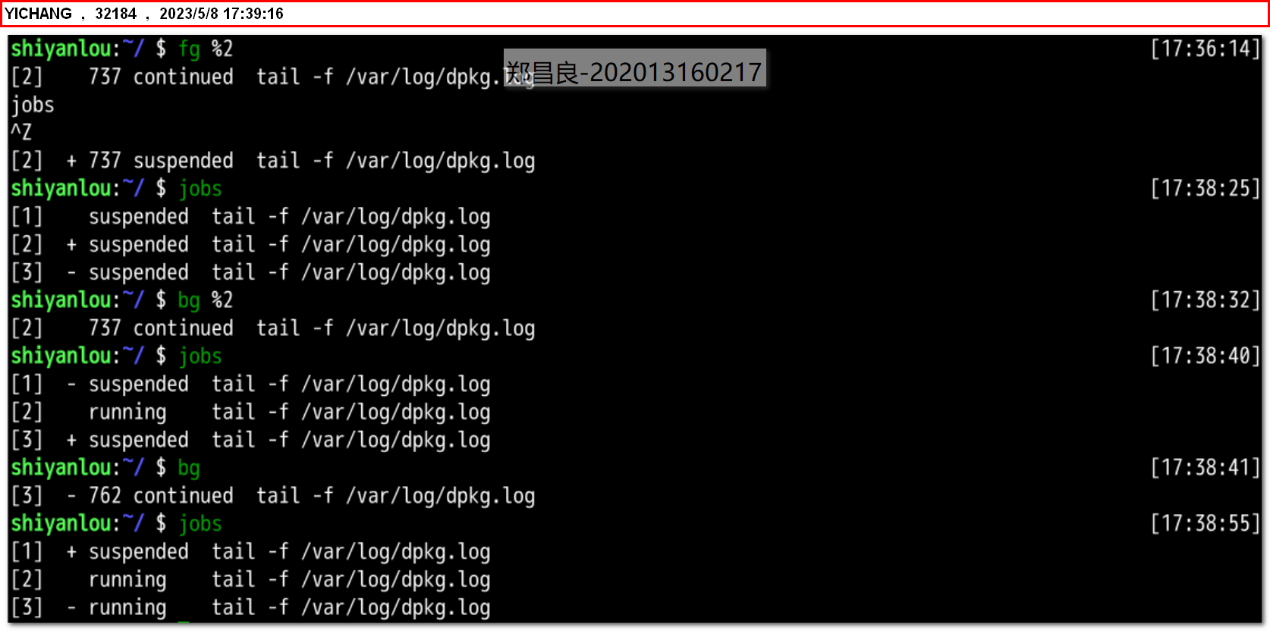 YICHANG , 32184 , 2023/5/8 17:39:16
shiyanlou:~/ $ fg %2 [17:36:14]
[2] 737 continued tail -f /var/log/dpkg.log
郑昌良-202013160217
jobs
^Z
[2] + 737 suspended tail -f /var/log/dpkg.log
shiyanlou:~/ $ jobs [17:38:25]
[1] suspended tail -f /var/log/dpkg.log
[2] + suspended tail -f /var/log/dpkg.log
[3] - suspended tail -f /var/log/dpkg.log
shiyanlou:~/ $ bg %2 [17:38:32]
[2] 737 continued tail -f /var/log/dpkg.log
shiyanlou:~/ $ jobs [17:38:40]
[1] - suspended tail -f /var/log/dpkg.log
[2] running tail -f /var/log/dpkg.log
[3] + suspended tail -f /var/log/dpkg.log
shiyanlou:~/ $ bg [17:38:41]
[3] - 762 continued tail -f /var/log/dpkg.log
shiyanlou:~/ $ jobs [17:38:55]
[1] + suspended tail -f /var/log/dpkg.log
[2] running tail -f /var/log/dpkg.log
[3] - running tail -f /var/log/dpkg.log